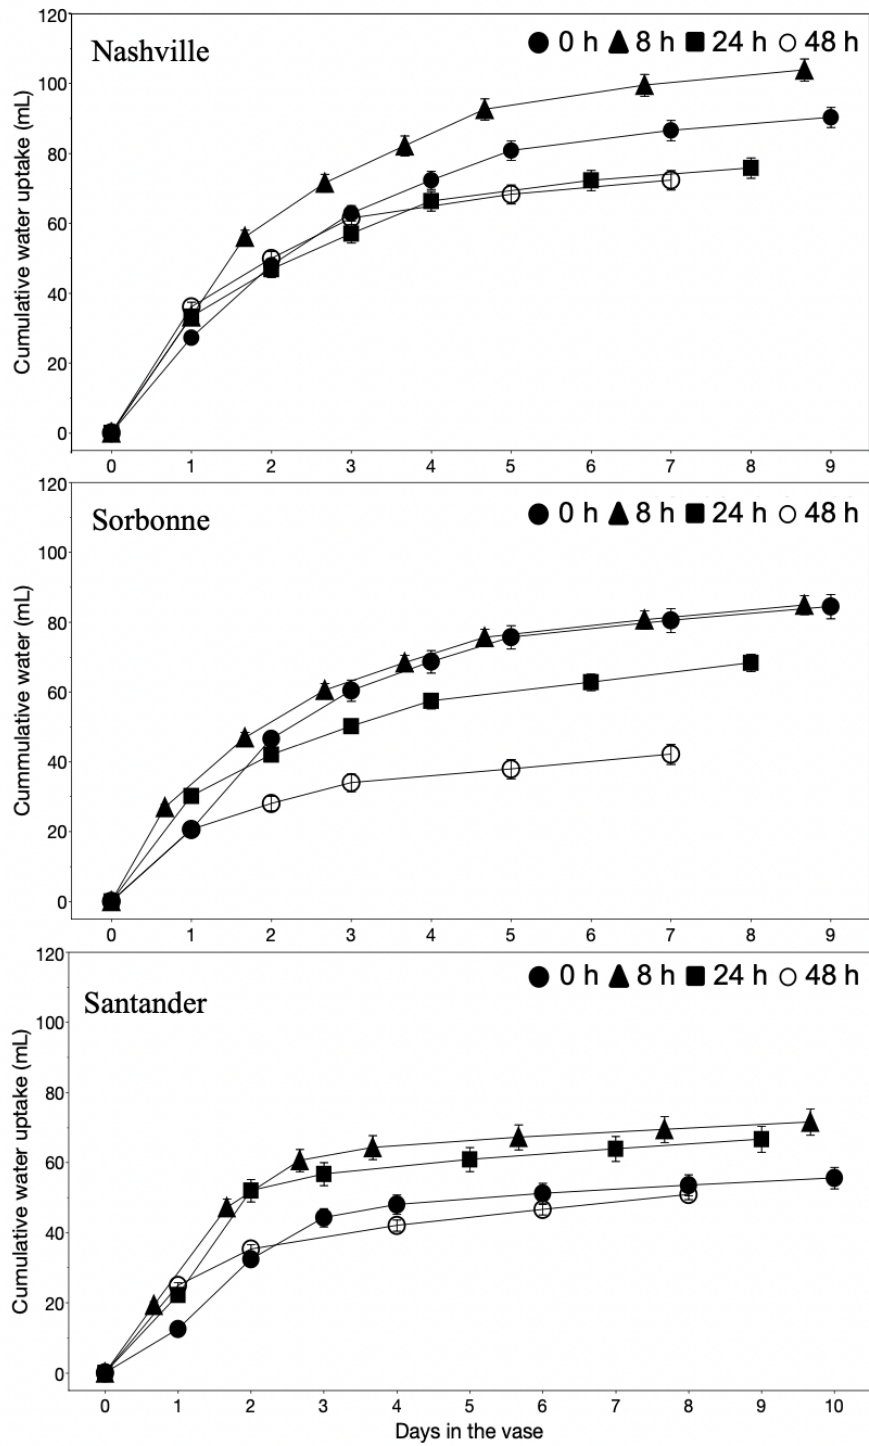 Nashville
● 0 h ▲ 8 h ■ 24 h ○ 48 h
Cumulative water uptake (mL)
120
100
80
60
40
20
0
0 1 2 3 4 5 6 7 8 9
Sorbonne
● 0 h ▲ 8 h ■ 24 h ○ 48 h
Cummulative water (mL)
120
100
80
60
40
20
0
0 1 2 3 4 5 6 7 8 9
Santander
● 0 h ▲ 8 h ■ 24 h ○ 48 h
Cumulative water uptake (mL)
120
100
80
60
40
20
0
0 1 2 3 4 5 6 7 8 9 10
Days in the vase